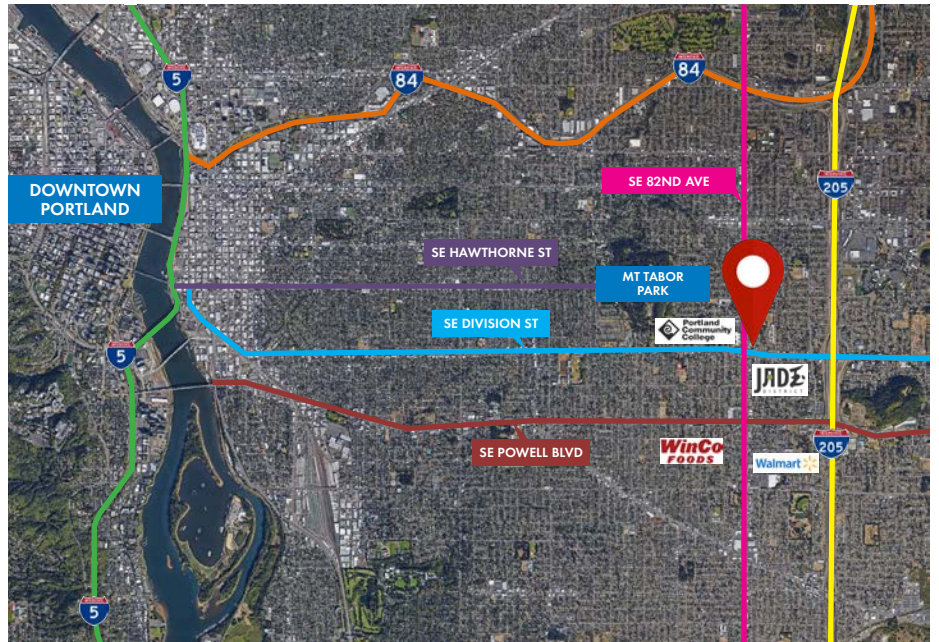 5
84
84
DOWNTOWN
PORTLAND
SE 82ND AVE
205
SE HAWTHORNE ST
MT TABOR
PARK
SE DIVISION ST
Portland
Community
College
5
JADE
DISTRICT
SE POWELL BLVD
WinCo
FOODS
Walmart
205
5